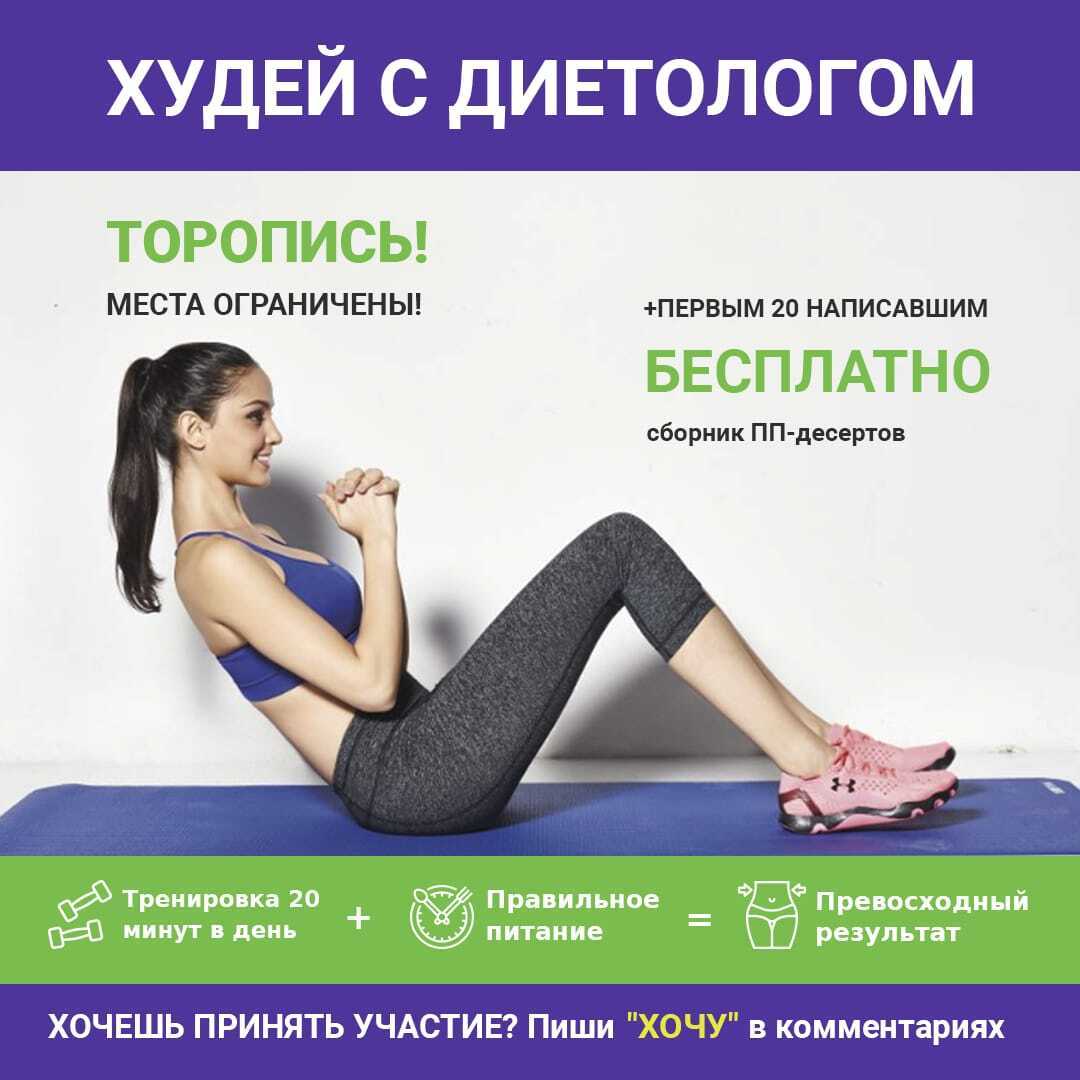 ХУДЕЙ С ДИЕТОЛОГОМ
ТОРОПИСЬ!
МЕСТА ОГРАНИЧЕНЫ!
+ПЕРВЫМ 20 НАПИСАВШИМ
БЕСПЛАТНО
сборник ПП-десертов
Тренировка 20
минут в день
+
Правильное
питание
=
Превосходный
результат
ХОЧЕШЬ ПРИНЯТЬ УЧАСТИЕ? Пиши "ХОЧУ" в комментариях